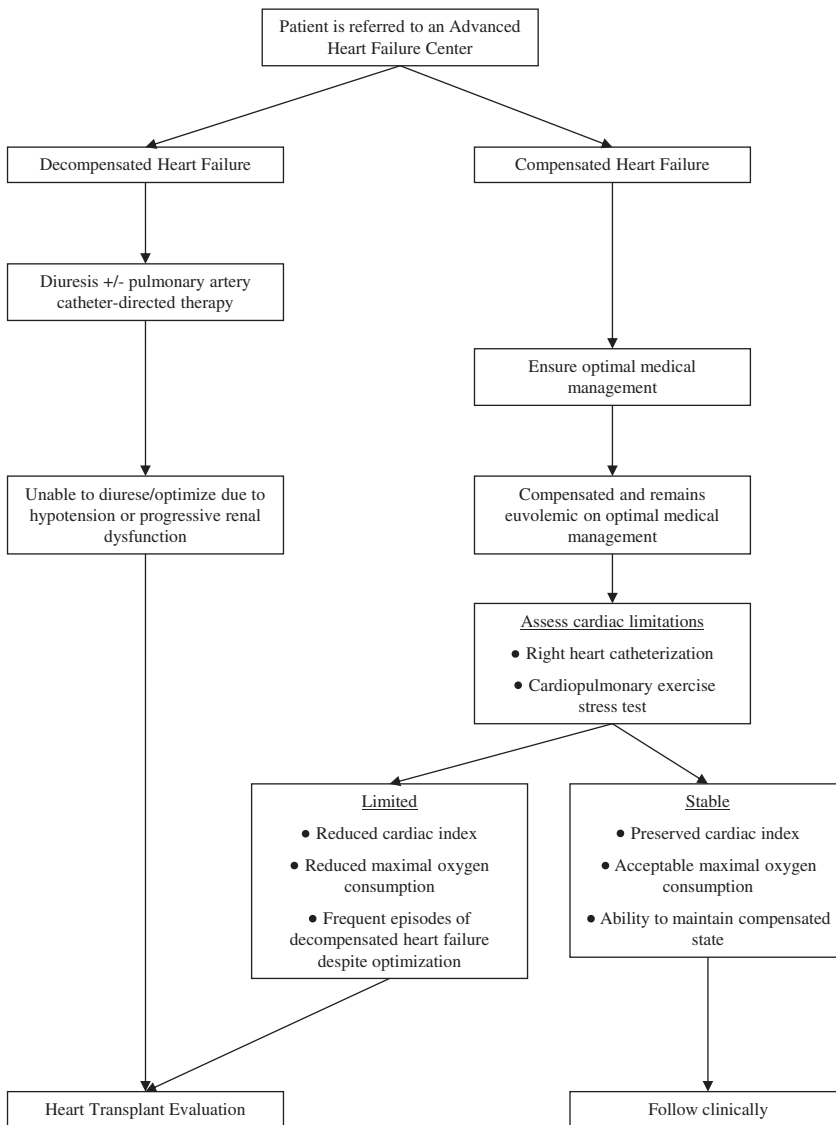 Patient is referred to an Advanced
Heart Failure Center
Decompensated Heart Failure
Compensated Heart Failure
Diuresis +/- pulmonary artery
catheter-directed therapy
Ensure optimal medical
management
Unable to diurese/optimize due to
hypotension or progressive renal
dysfunction
Compensated and remains
euvolemic on optimal medical
management
Assess cardiac limitations
● Right heart catheterization
● Cardiopulmonary exercise
stress test
Limited
● Reduced cardiac index
● Reduced maximal oxygen
consumption
● Frequent episodes of
decompensated heart failure
despite optimization
Stable
● Preserved cardiac index
● Acceptable maximal oxygen
consumption
● Ability to maintain compensated
state
Heart Transplant Evaluation
Follow clinically